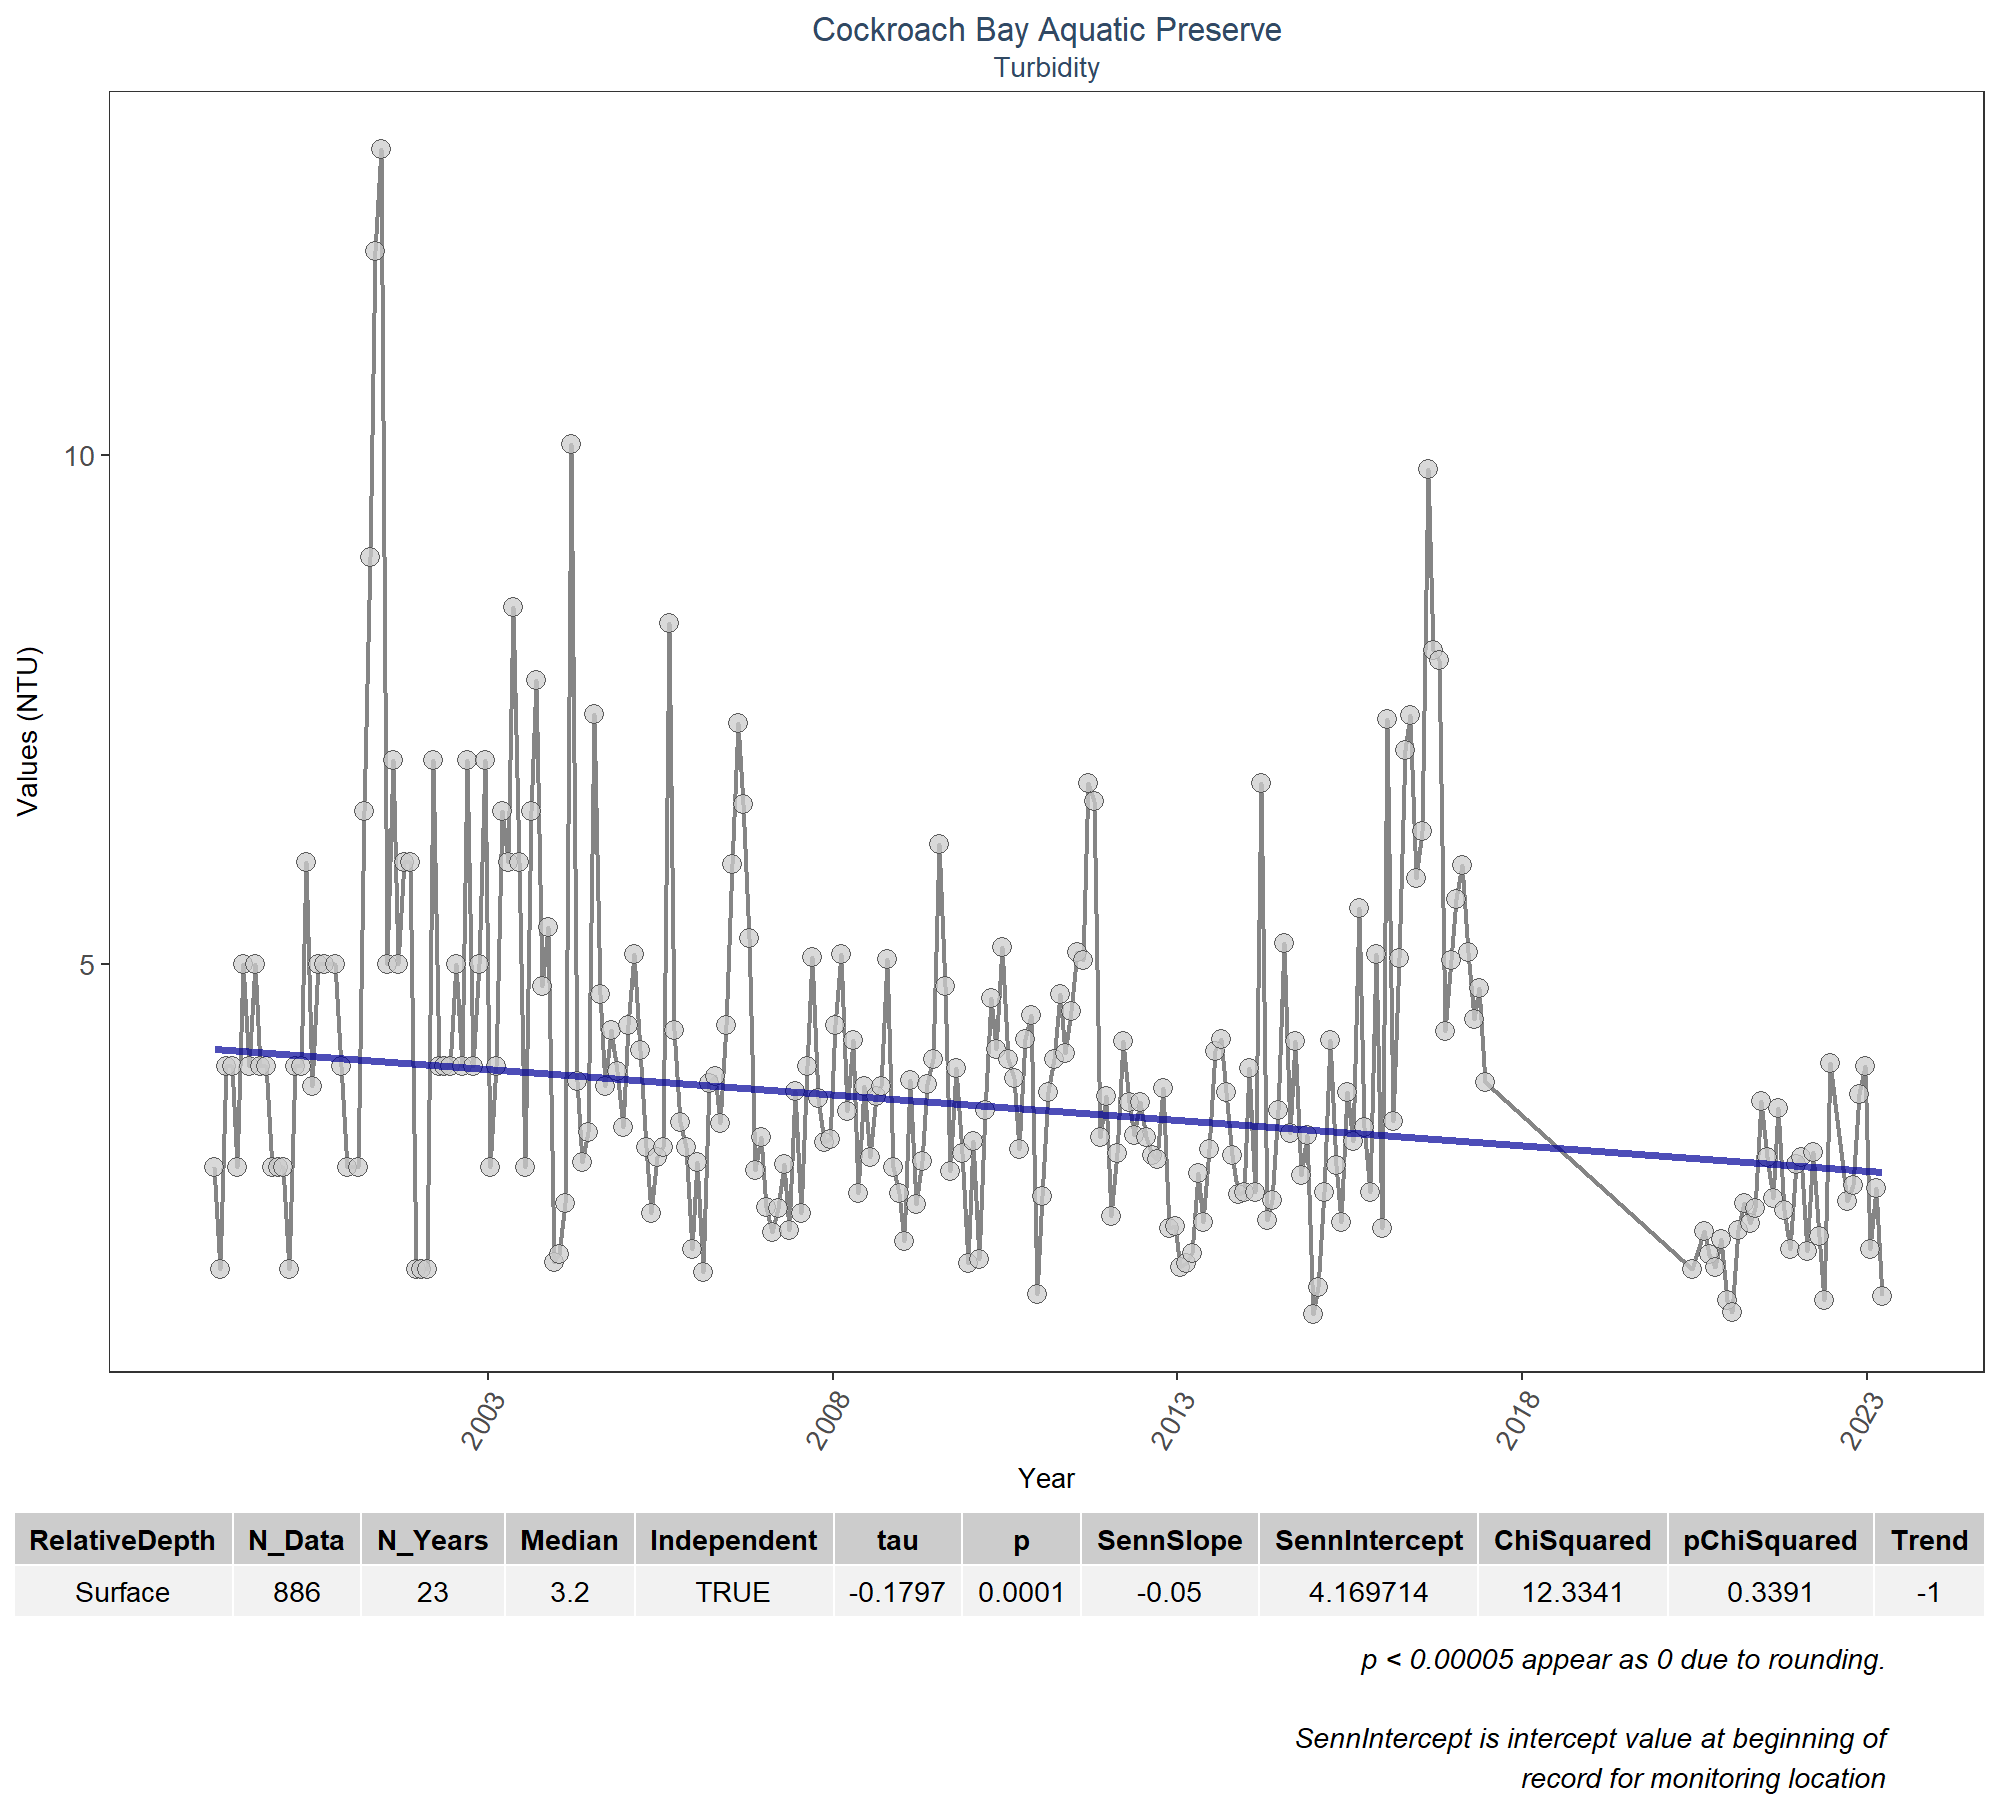 Cockroach Bay Aquatic Preserve
Turbidity
Values (NTU)
10
5
2003
2008
2013
2018
2023
Year
RelativeDepth N_Data N_Years Median Independent tau p SennSlope SennIntercept ChiSquared pChiSquared Trend
Surface 886 23 3.2 TRUE -0.1797 0.0001 -0.05 4.169714 12.3341 0.3391 -1
p < 0.00005 appear as 0 due to rounding.
SennIntercept is intercept value at beginning of
record for monitoring location